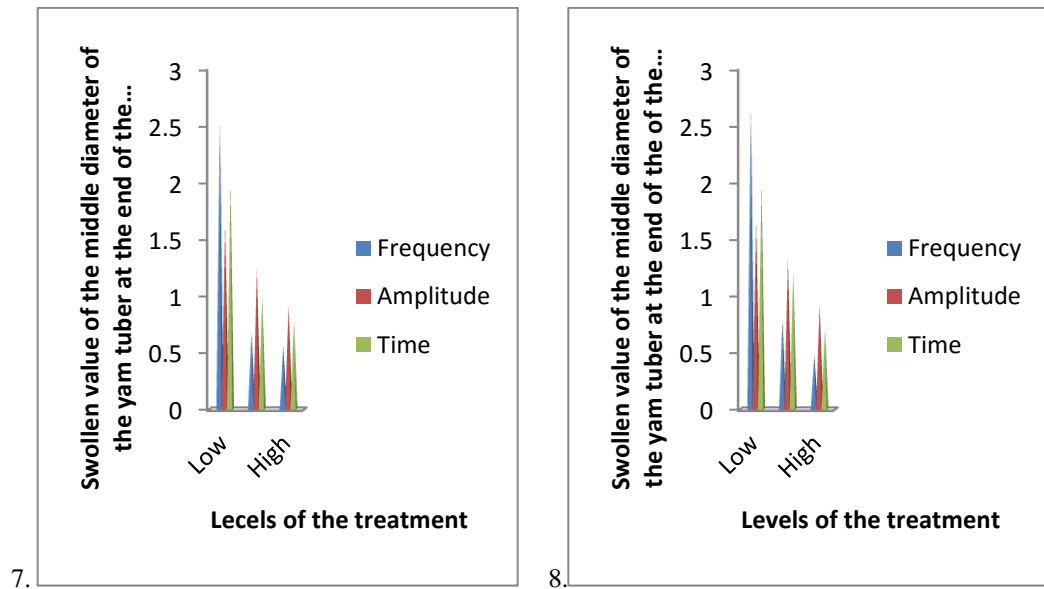 Swollen value of the middle diameter of
the yam tuber at the end of the...
3
2.5
2
1.5
1
0.5
0
Low
High
Frequency
Amplitude
Time
Lecels of the treatment
7.
Swollen value of the middle diameter of
the yam tuber at the end of the of the...
3
2.5
2
1.5
1
0.5
0
Low
High
Frequency
Amplitude
Time
Levels of the treatment
8.